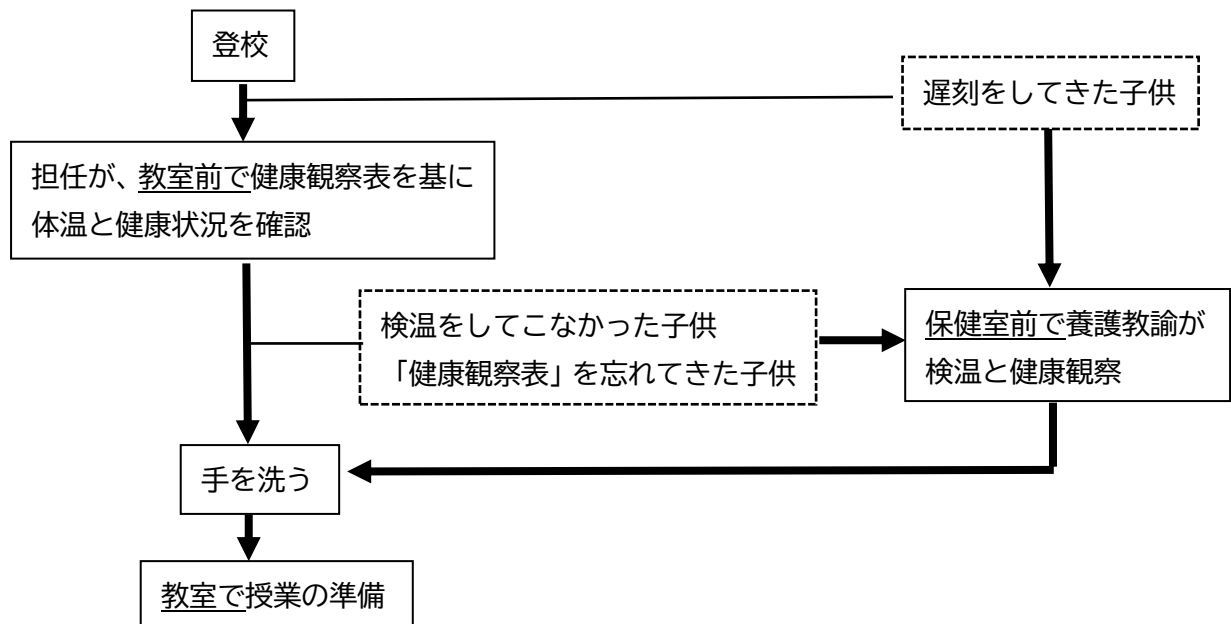 登校
遅刻をしてきた子供
担任が、教室前で健康観察表を基に
体温と健康状況を確認
検温をしてこなかった子供
「健康観察表」を忘れてきた子供
保健室前で養護教諭が
検温と健康観察
手を洗う
教室で授業の準備